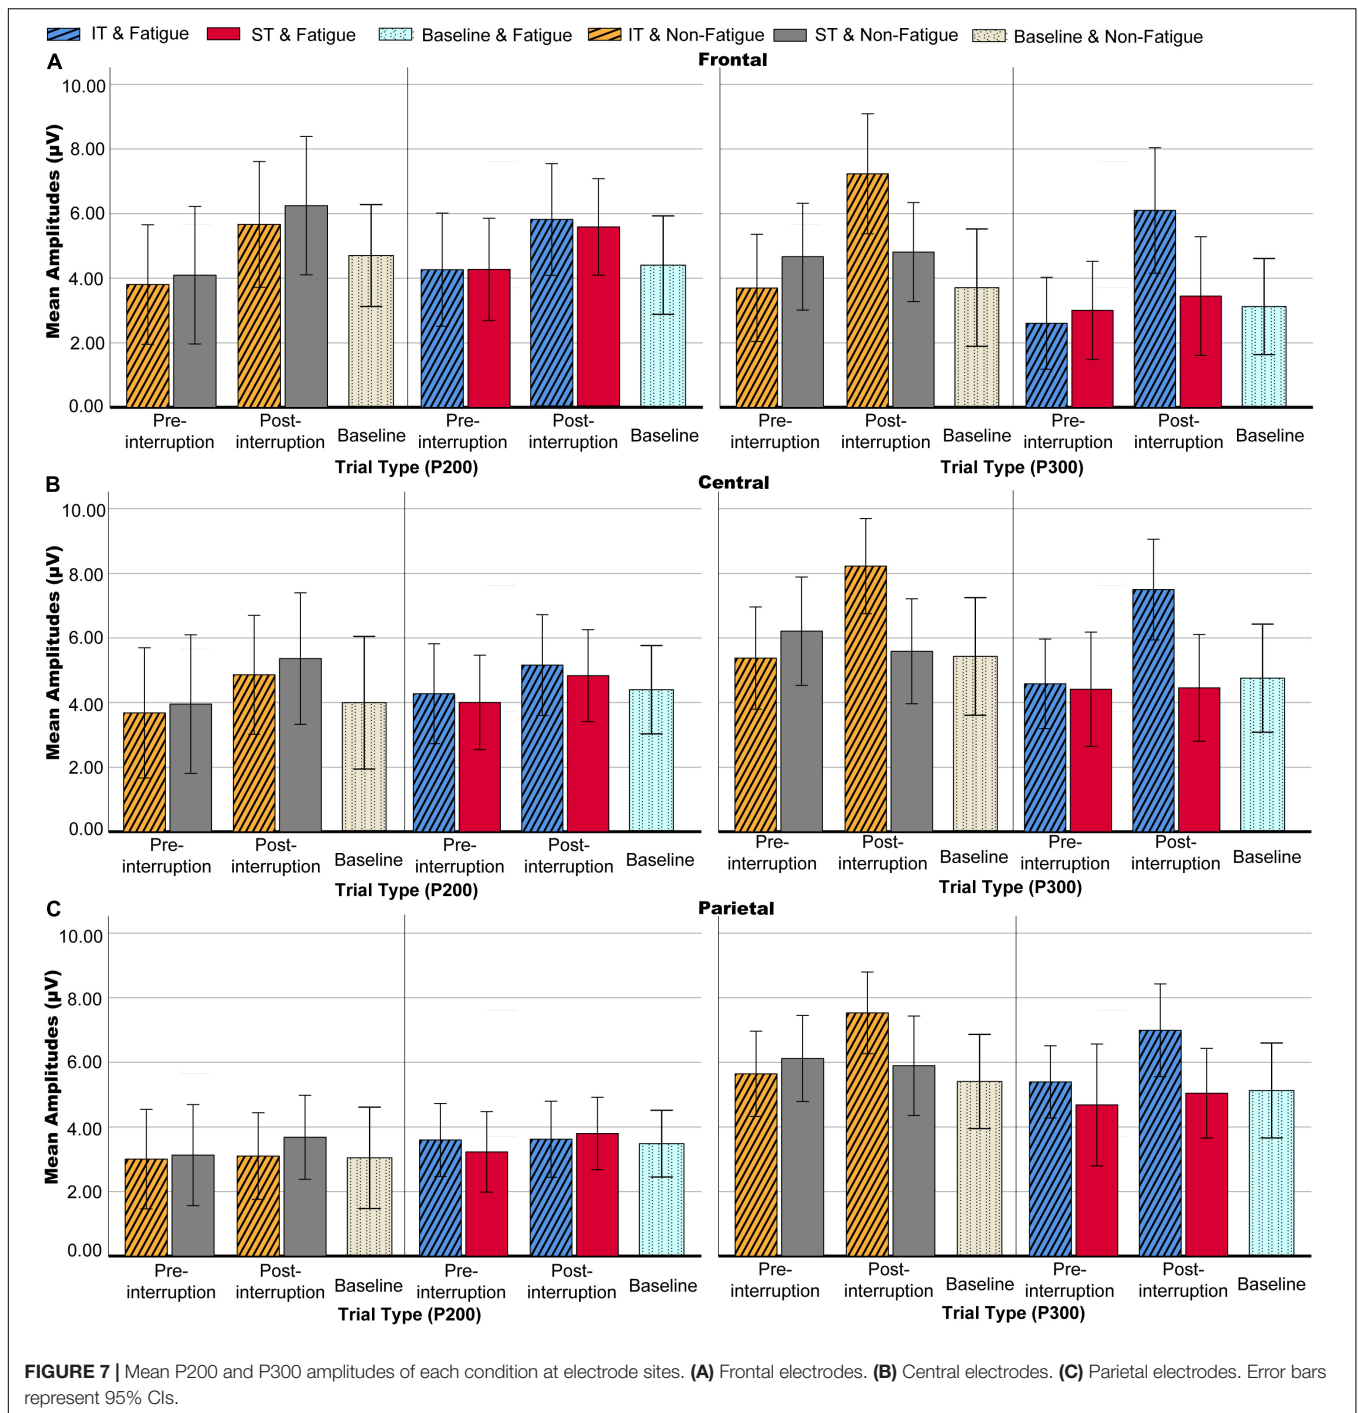 IT & Fatigue ST & Fatigue Baseline & Fatigue IT & Non-Fatigue ST & Non-Fatigue Baseline & Non-Fatigue
A Frontal
Mean Amplitudes (µV)
10.00
8.00
6.00
4.00
2.00
0.00
Pre-interruption Post-interruption Baseline Pre-interruption Post-interruption Baseline
Trial Type (P200)
Pre-interruption Post-interruption Baseline Pre-interruption Post-interruption Baseline
Trial Type (P300)
B Central
Mean Amplitudes (µV)
10.00
8.00
6.00
4.00
2.00
0.00
Pre-interruption Post-interruption Baseline Pre-interruption Post-interruption Baseline
Trial Type (P200)
Pre-interruption Post-interruption Baseline Pre-interruption Post-interruption Baseline
Trial Type (P300)
C Parietal
Mean Amplitudes (µV)
10.00
8.00
6.00
4.00
2.00
0.00
Pre-interruption Post-interruption Baseline Pre-interruption Post-interruption Baseline
Trial Type (P200)
Pre-interruption Post-interruption Baseline Pre-interruption Post-interruption Baseline
Trial Type (P300)
FIGURE 7 | Mean P200 and P300 amplitudes of each condition at electrode sites. (A) Frontal electrodes. (B) Central electrodes. (C) Parietal electrodes. Error bars
represent 95% CIs.